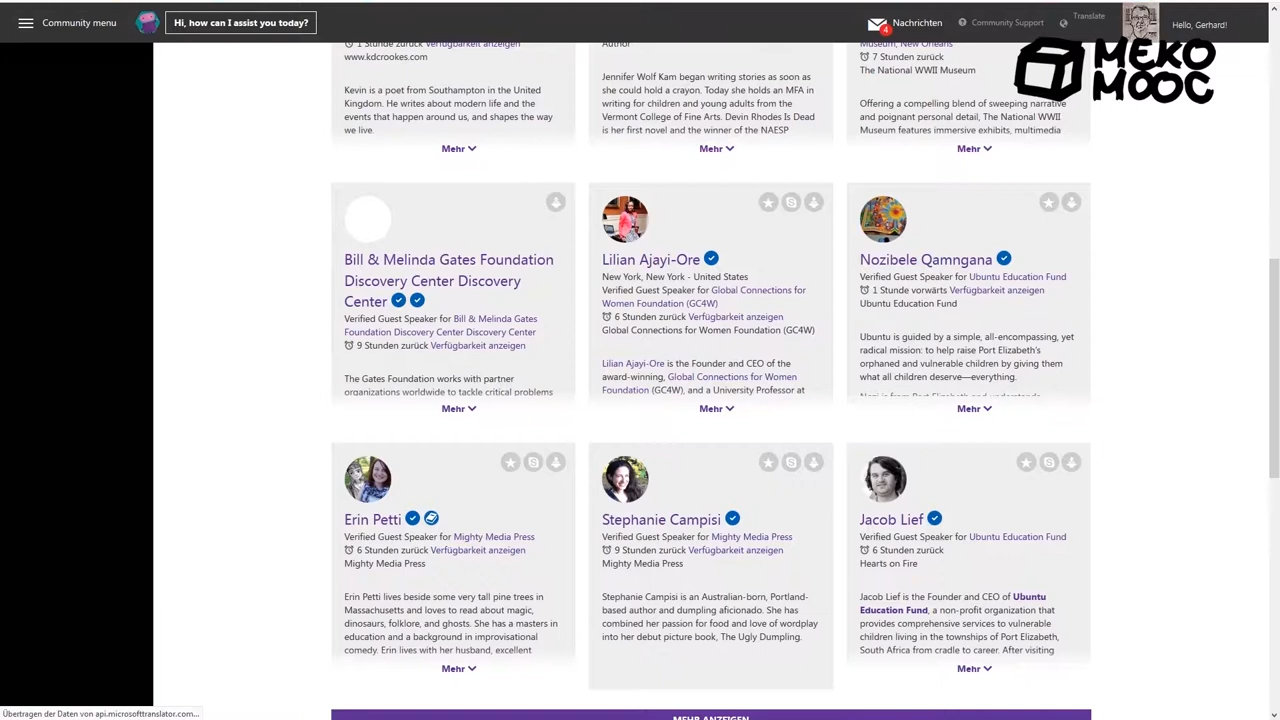 Community menu
Hi, how can I assist you today?
4
Nachrichten
Community Support
Translate
Hello, Gerhard!
MEKO
MOOC
1 Stunde zurück Verfügbarkeit anzeigen
www.kdcrookes.com
Kevin is a poet from Southampton in the United
Kingdom. He writes about modern life and the
events that happen around us, and shapes the way
we live.
Mehr
Author
Jennifer Wolf Kam began writing stories as soon as
she could hold a crayon. Today she holds an MFA in
writing for children and young adults from the
Vermont College of Fine Arts. Devin Rhodes Is Dead
is her first novel and the winner of the NAESP
Mehr
Museum, New Orleans
7 Stunden zurück
The National WWII Museum
Offering a compelling blend of sweeping narrative
and poignant personal detail, The National WWII
Museum features immersive exhibits, multimedia
Mehr
Bill & Melinda Gates Foundation
Discovery Center Discovery
Center
Verified Guest Speaker for Bill & Melinda Gates
Foundation Discovery Center Discovery Center
9 Stunden zurück Verfügbarkeit anzeigen
The Gates Foundation works with partner
organizations worldwide to tackle critical problems
Mehr
Lilian Ajayi-Ore
New York, New York - United States
Verified Guest Speaker for Global Connections for
Women Foundation (GC4W)
6 Stunden zurück Verfügbarkeit anzeigen
Global Connections for Women Foundation (GC4W)
Lilian Ajayi-Ore is the Founder and CEO of the
award-winning, Global Connections for Women
Foundation (GC4W), and a University Professor at
Mehr
Nozibele Qamngana
Verified Guest Speaker for Ubuntu Education Fund
1 Stunde vorwärts Verfügbarkeit anzeigen
Ubuntu Education Fund
Ubuntu is guided by a simple, all-encompassing, yet
radical mission: to help raise Port Elizabeth's
orphaned and vulnerable children by giving them
what all children deserve—everything.
Mehr
Erin Petti
Verified Guest Speaker for Mighty Media Press
6 Stunden zurück Verfügbarkeit anzeigen
Mighty Media Press
Erin Petti lives beside some very tall pine trees in
Massachusetts and loves to read about magic,
dinosaurs, folklore, and ghosts. She has a masters in
education and a background in improvisational
comedy. Erin lives with her husband, excellent
Mehr
Stephanie Campisi
Verified Guest Speaker for Mighty Media Press
9 Stunden zurück Verfügbarkeit anzeigen
Mighty Media Press
Stephanie Campisi is an Australian-born, Portland-
based author and dumpling aficionado. She has
combined her passion for food and love of wordplay
into her debut picture book, The Ugly Dumpling.
Jacob Lief
Verified Guest Speaker for Ubuntu Education Fund
6 Stunden zurück
Hearts on Fire
Jacob Lief is the Founder and CEO of Ubuntu
Education Fund, a non-profit organization that
provides comprehensive services to vulnerable
children living in the townships of Port Elizabeth,
South Africa from cradle to career. After visiting
Mehr
MEHR ANZEIGEN
Übertragen der Daten von api.microsofttranslator.com...